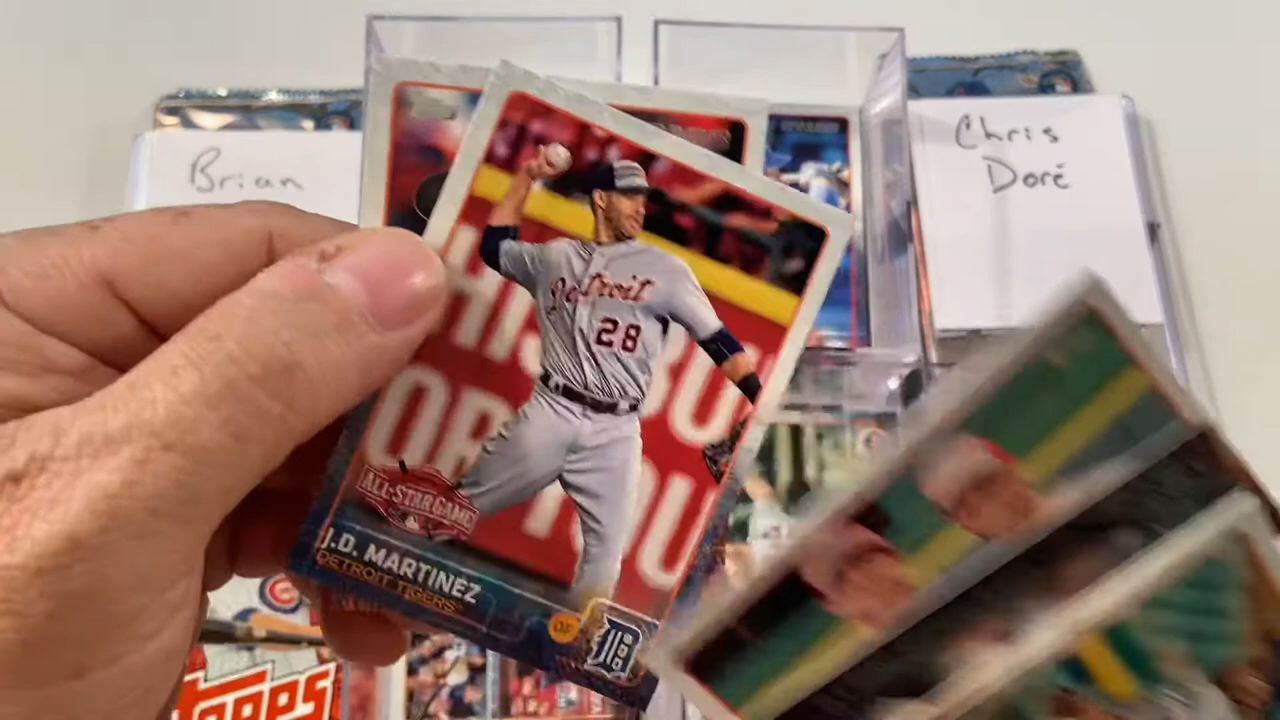 Brian
Chris
Doré
Detroit
28
ALL-STAR GAME
J.D. MARTINEZ
DETROIT TIGERS
OF
TOPPS